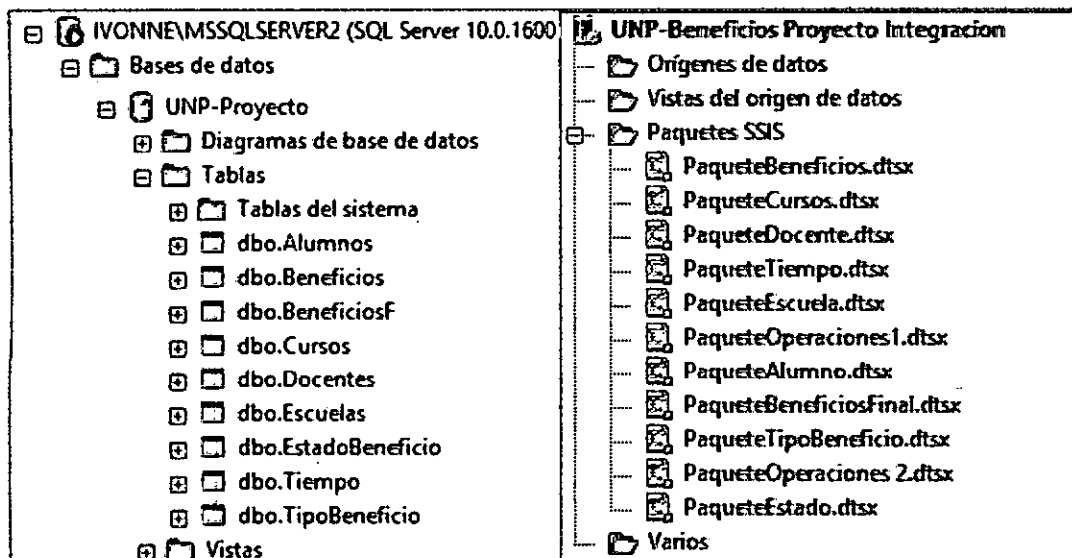 IVONNE\MSSQLSERVER2 (SQL Server 10.0.1600
Bases de datos
UNP-Proyecto
Diagramas de base de datos
Tablas
Tablas del sistema
dbo.Alumnos
dbo.Beneficios
dbo.BeneficiosF
dbo.Cursos
dbo.Docentes
dbo.Escuelas
dbo.EstadoBeneficio
dbo.Tiempo
dbo.TipoBeneficio
Vistas
UNP-Beneficios Proyecto Integracion
Orígenes de datos
Vistas del origen de datos
Paquetes SSIS
PaqueteBeneficios.dtsx
PaqueteCursos.dtsx
PaqueteDocente.dtsx
PaqueteTiempo.dtsx
PaqueteEscuela.dtsx
PaqueteOperaciones1.dtsx
PaqueteAlumno.dtsx
PaqueteBeneficiosFinal.dtsx
PaqueteTipoBeneficio.dtsx
PaqueteOperaciones 2.dtsx
PaqueteEstado.dtsx
Varios